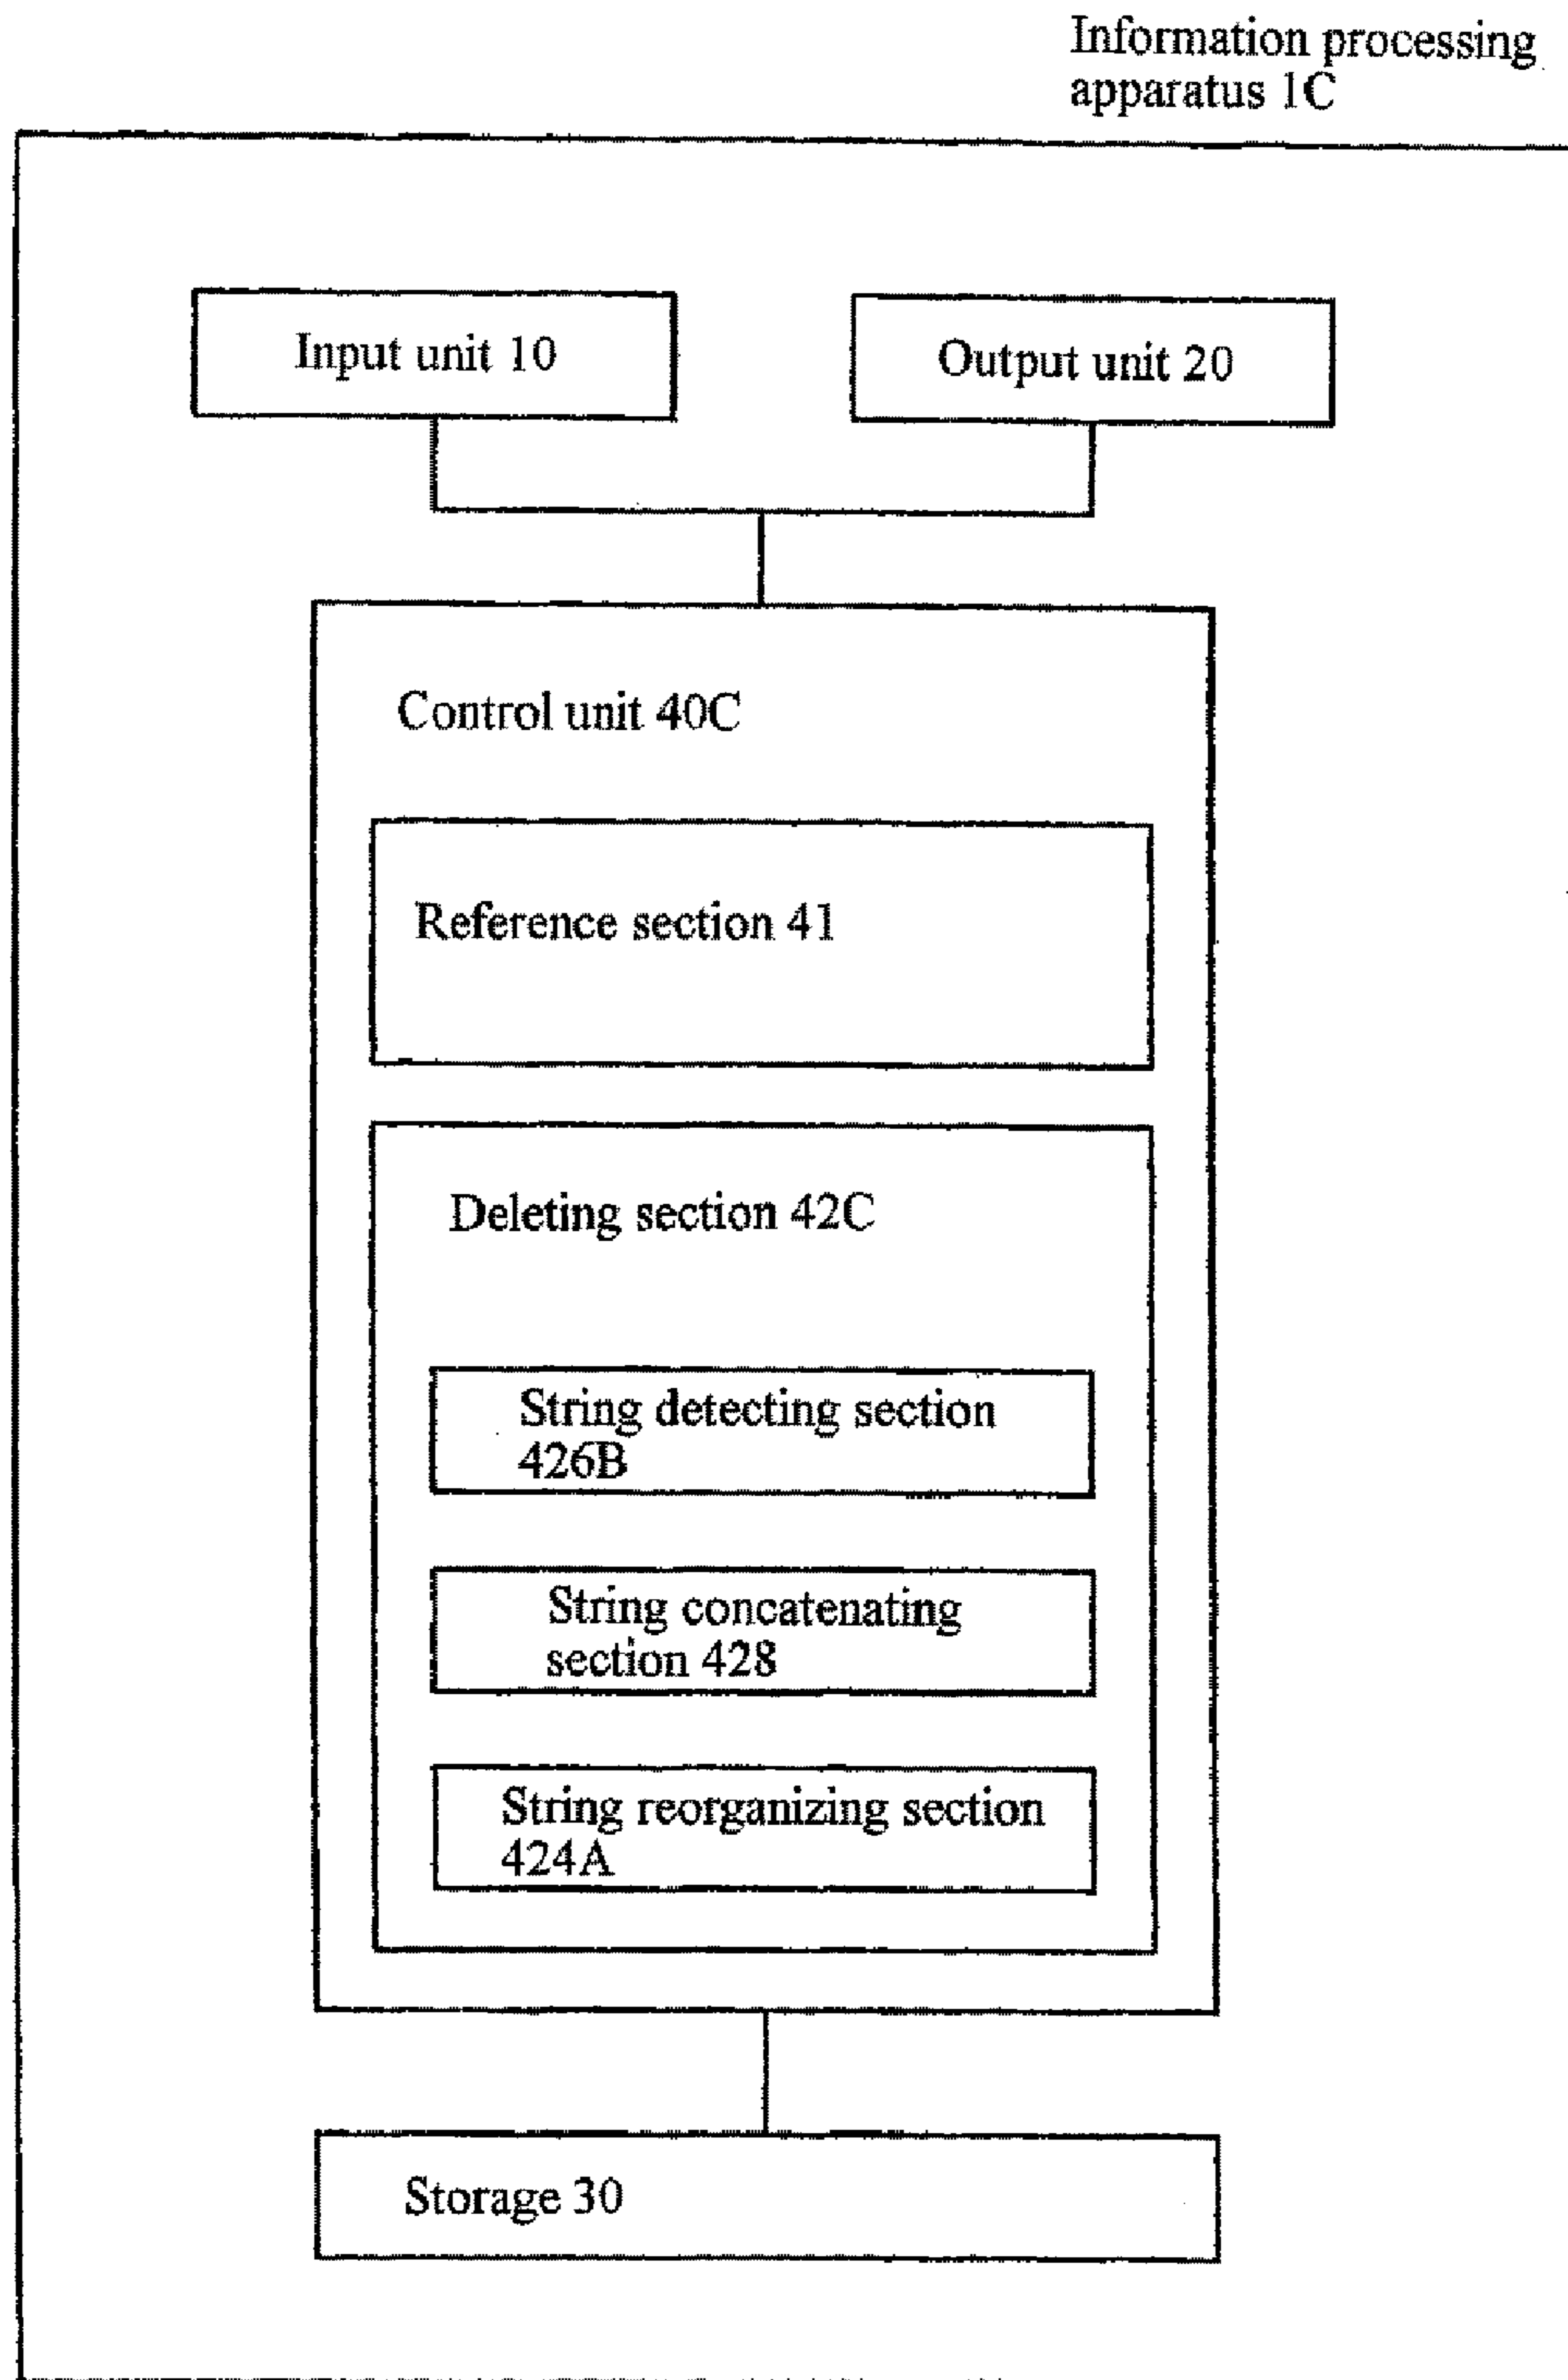 Information processing
apparatus 1C
Input unit 10
Output unit 20
Control unit 40C
Reference section 41
Deleting section 42C
String detecting section
426B
String concatenating
section 428
String reorganizing section
424A
Storage 30